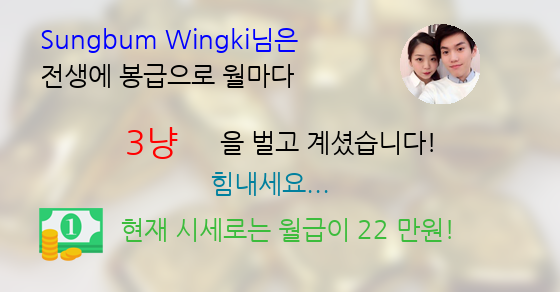 Sungbum Wingki님은
전생에 봉급으로 월마다
3냥 을 벌고 계셨습니다!
힘내세요...
1
현재 시세로는 월급이 22 만원!